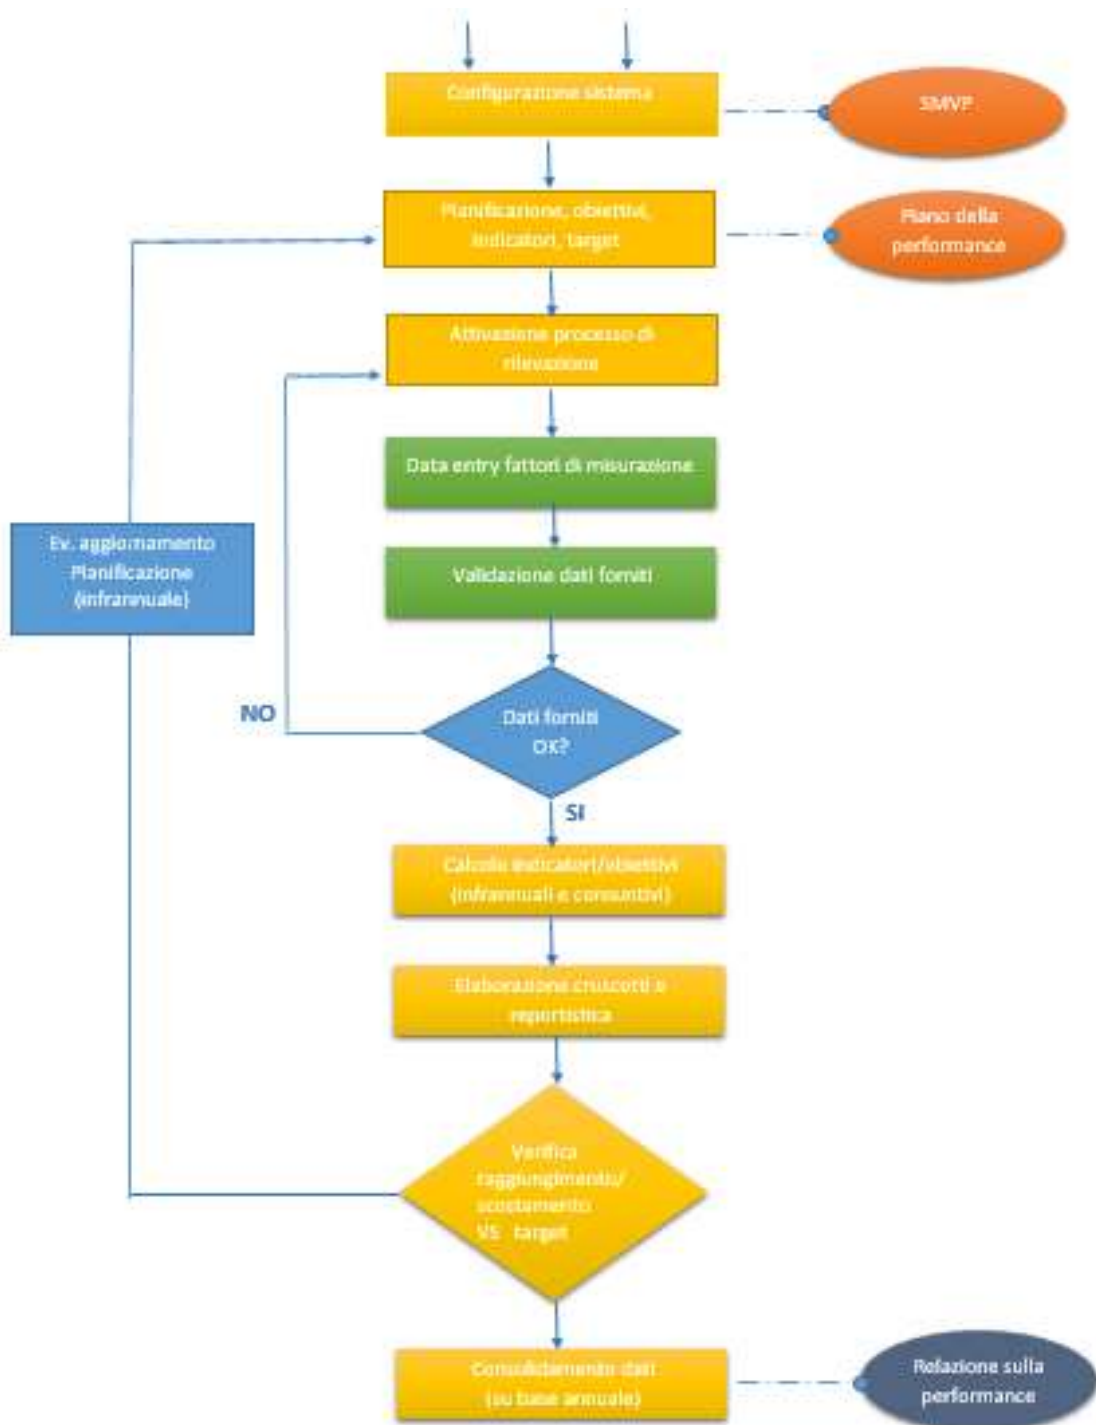 Configurazione sistema
SMVP
Pianificazione, obiettivi,
indicatori, target
Piano della
performance
Attivazione processo di
rilevazione
Data entry fattori di misurazione
Ev. aggiornamento
Pianificazione
(infrannuale)
Validazione dati forniti
NO
Dati forniti
OK?
SI
Calcolo indicatori/obiettivi
(infrannuali e consuntivi)
Elaborazione cruscotti e
reportistica
Verifica
raggiungimento/
scostamento
VS target
Consolidamento dati
(su base annuale)
Relazione sulla
performance